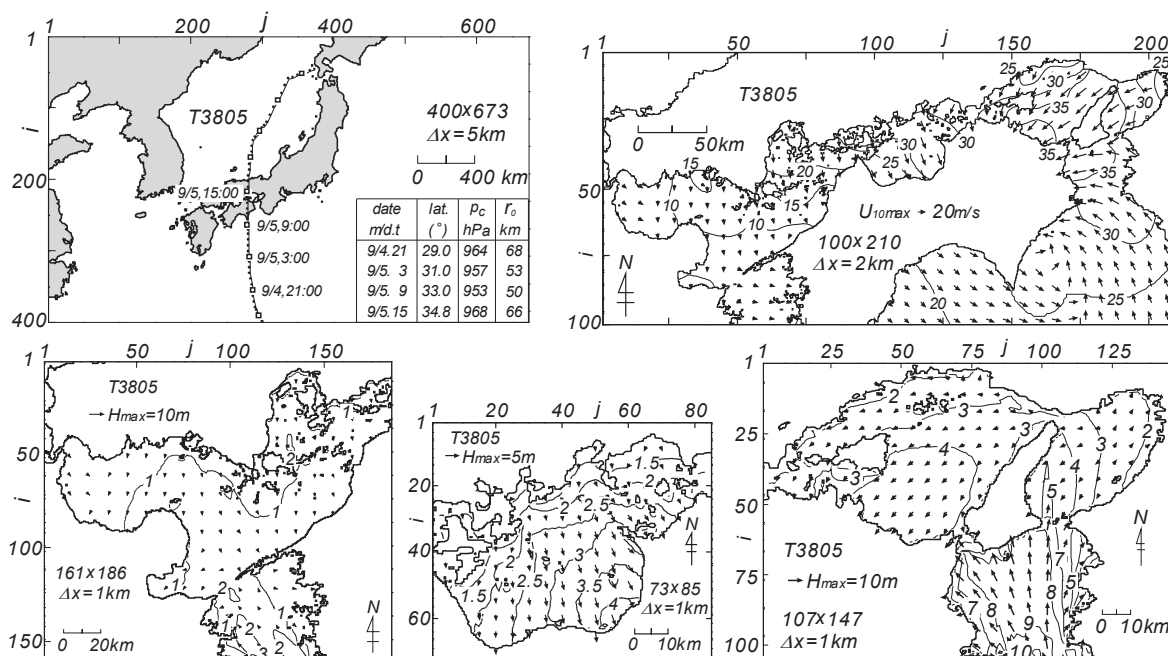 1
200
j
400
600
1
i
200
400
T3805
400x673
Δx=5km
0 400 km
9/5,15:00
9/5,9:00
9/5,3:00
9/4,21:00
date lat. pc r₀
m/d.t (°) hPa km
9/4.21 29.0 964 68
9/5. 3 31.0 957 53
9/5. 9 33.0 953 50
9/5.15 34.8 968 66
1 50 100 j 150 200
1
50
i
100
T3805
0 50km
U10max → 20m/s
100x210
Δx=2km
N
25
25
30
35
30
30
35
35
30
25
20
30
30
25
20
15
15
10
10
1 50 j 100 150
1
50
i
100
150
T3805
→ Hmax=10m
161x186
Δx=1km
0 20km
N
1
2
1
1
1
2
2
1
2
3
2
1 20 40 j 60 80
1
20
i
40
60
T3805
→ Hmax=5m
73x85
Δx=1km
0 10km
N
1.5
2
2
2.5
2
2.5
3
3.5
4
2
1.5
1 25 50 75 j 100 125
1
25
50
i
75
100
T3805
→ Hmax=10m
107x147
Δx=1km
0 10km
N
2
3
3
3
2
4
3
4
5
7
5
8
7
8
9
10